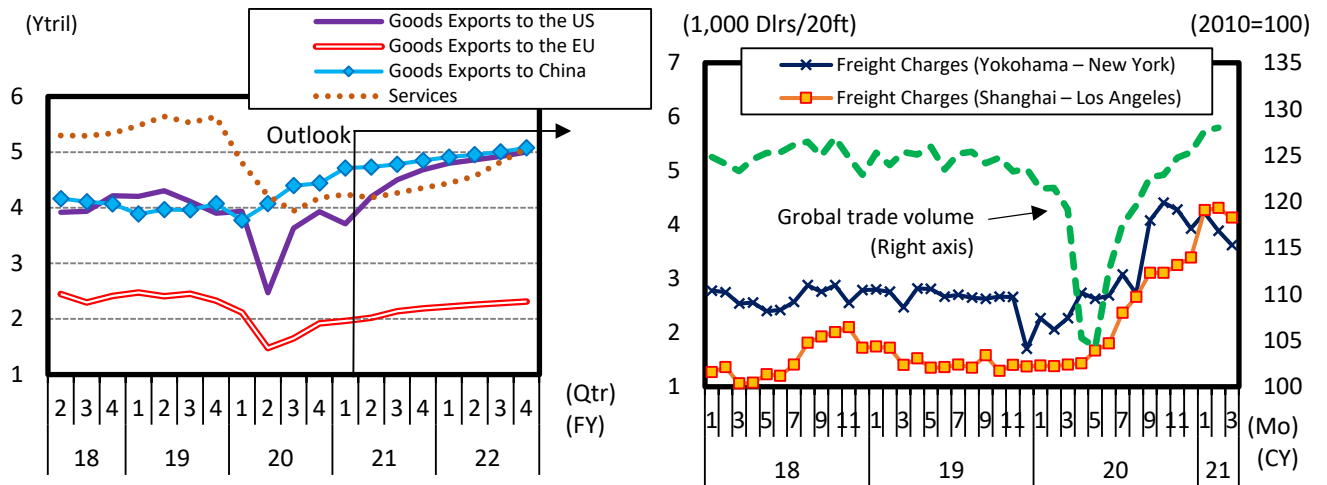 (Ytril)
Goods Exports to the US
Goods Exports to the EU
Goods Exports to China
Services
Outlook
6
5
4
3
2
1
2 3 4 1 2 3 4 1 2 3 4 1 2 3 4 1 2 3 4
(Qtr)
18 19 20 21 22
(FY)
(1,000 Dlrs/20ft) (2010=100)
Freight Charges (Yokohama – New York)
Freight Charges (Shanghai – Los Angeles)
Grobal trade volume
(Right axis)
7 135
6 130
5 125
4 120
3 115
2 110
1 105
100
1 3 5 7 9 11 1 3 5 7 9 11 1 3 5 7 9 11 1 3
(Mo)
18 19 20 21
(CY)